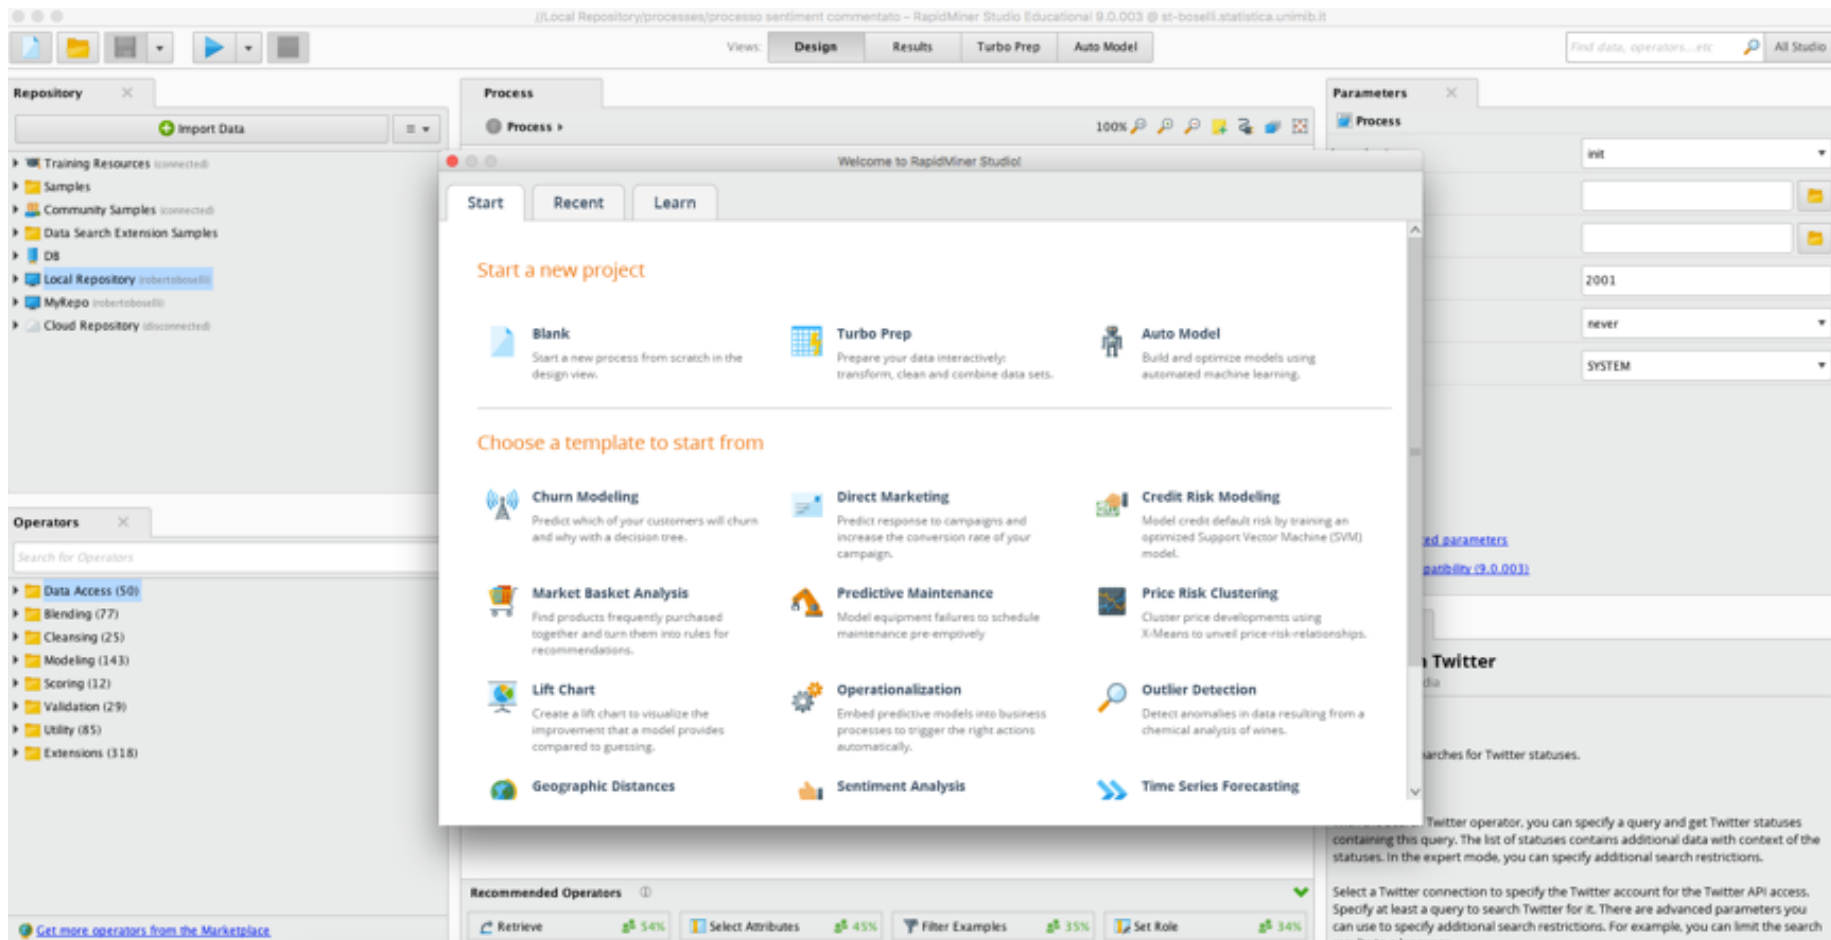 //Local Repository/processes/processo sentiment commentato – RapidMiner Studio Educational 9.0.003 @ st-boselli.statistica.unimib.it
Views: Design Results Turbo Prep Auto Model
Find data, operators...etc All Studio
Repository
Import Data
Training Resources (connected)
Samples
Community Samples (connected)
Data Search Extension Samples
DB
Local Repository (robertoboselli)
MyRepo (robertoboselli)
Cloud Repository (disconnected)
Operators
Search for Operators
Data Access (50)
Blending (77)
Cleansing (25)
Modeling (143)
Scoring (12)
Validation (29)
Utility (85)
Extensions (318)
Get more operators from the Marketplace
Process
Process
100%
Welcome to RapidMiner Studio!
Start Recent Learn
Start a new project
Blank
Start a new process from scratch in the
design view.
Turbo Prep
Prepare your data interactively:
transform, clean and combine data sets.
Auto Model
Build and optimize models using
automated machine learning.
Choose a template to start from
Churn Modeling
Predict which of your customers will churn
and why with a decision tree.
Direct Marketing
Predict response to campaigns and
increase the conversion rate of your
campaign.
Credit Risk Modeling
Model credit default risk by training an
optimized Support Vector Machine (SVM)
model.
Market Basket Analysis
Find products frequently purchased
together and turn them into rules for
recommendations.
Predictive Maintenance
Model equipment failures to schedule
maintenance pre-emptively
Price Risk Clustering
Cluster price developments using
X-Means to unveil price-risk-relationships.
Lift Chart
Create a lift chart to visualize the
improvement that a model provides
compared to guessing.
Operationalization
Embed predictive models into business
processes to trigger the right actions
automatically.
Outlier Detection
Detect anomalies in data resulting from a
chemical analysis of wines.
Geographic Distances
Sentiment Analysis
Time Series Forecasting
Recommended Operators
Retrieve 54%
Select Attributes 45%
Filter Examples 35%
Set Role 34%
Parameters
Process
init
2001
never
SYSTEM
parameters
(9.0.003)
Twitter
for Twitter statuses.
Twitter operator, you can specify a query and get Twitter statuses
containing this query. The list of statuses contains additional data with context of the
statuses. In the expert mode, you can specify additional search restrictions.
Select a Twitter connection to specify the Twitter account for the Twitter API access.
Specify at least a query to search Twitter for it. There are advanced parameters you
can use to specify additional search restrictions. For example, you can limit the search